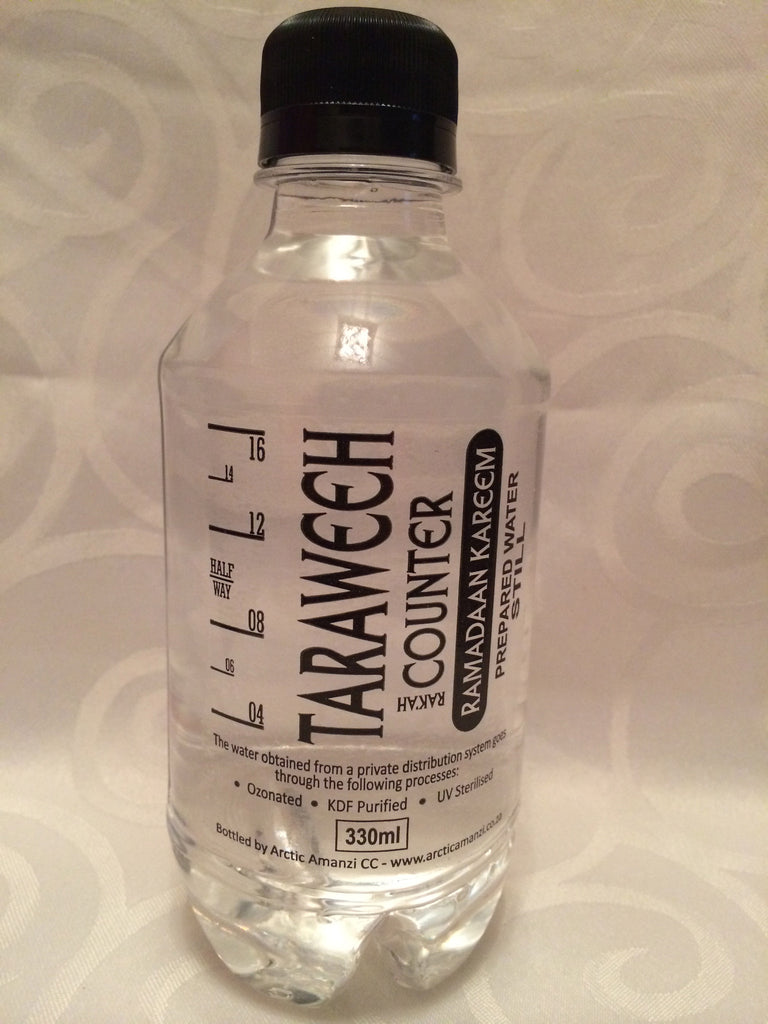 16
14
12
HALF
WAY
08
06
04
TARAWEEH
RAK'AH COUNTER
RAMADAAN KAREEM
PREPARED WATER
STILL
The water obtained from a private distribution system goes
through the following processes:
• Ozonated • KDF Purified • UV Sterilised
330ml
Bottled by Arctic Amanzi CC - www.arcticamanzi.co.za